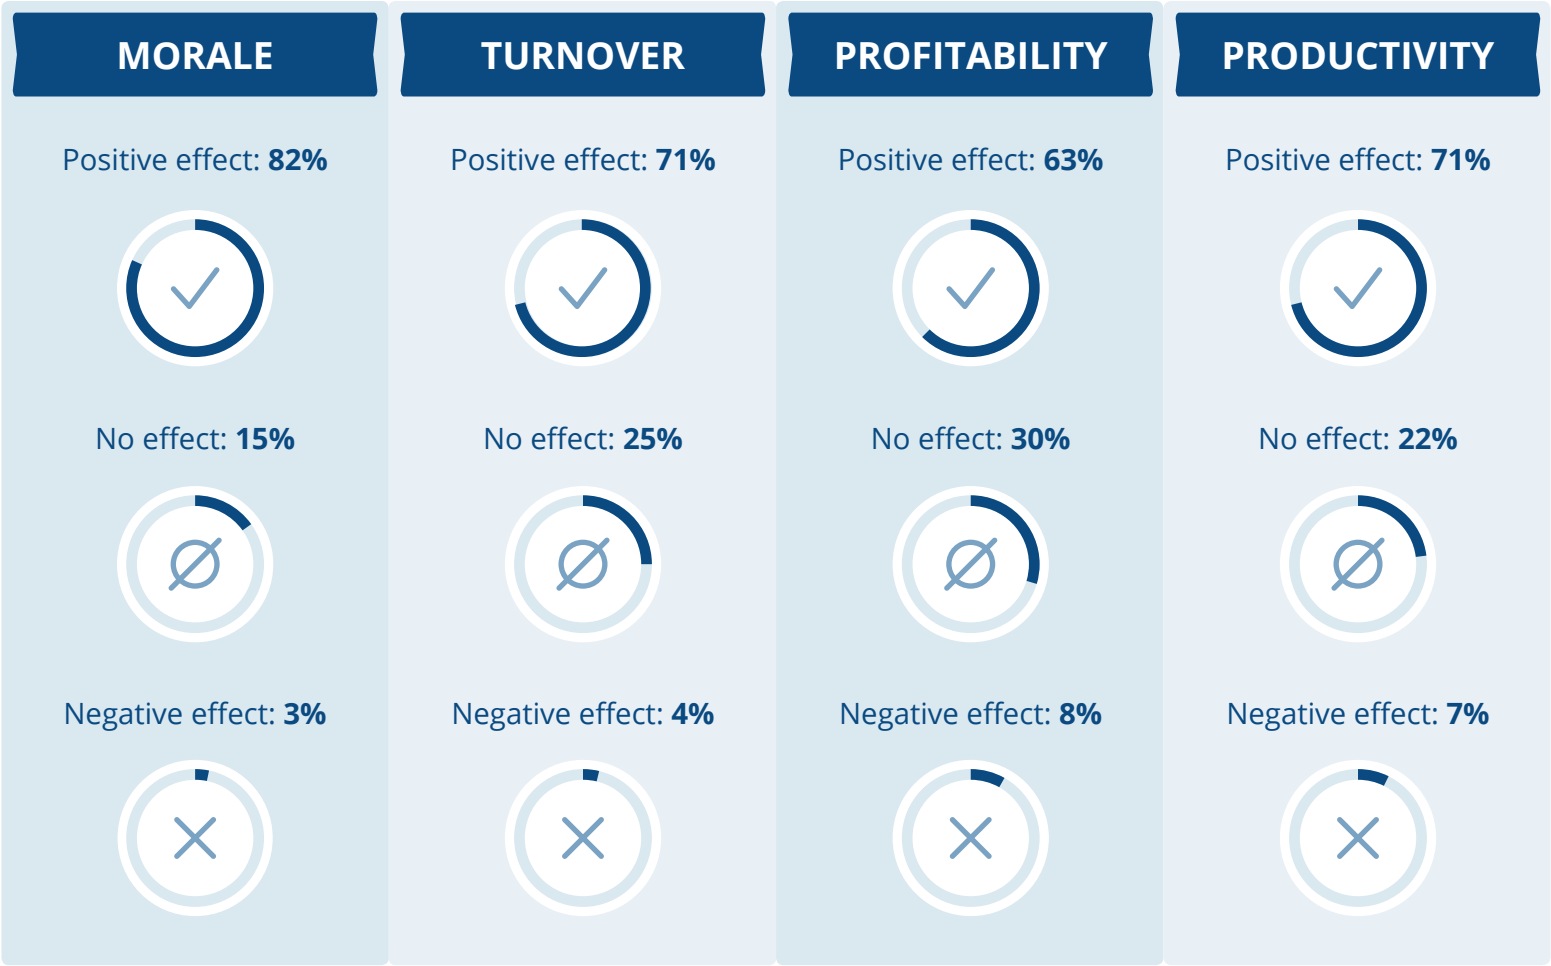 MORALE
Positive effect: 82%
No effect: 15%
Negative effect: 3%
TURNOVER
Positive effect: 71%
No effect: 25%
Negative effect: 4%
PROFITABILITY
Positive effect: 63%
No effect: 30%
Negative effect: 8%
PRODUCTIVITY
Positive effect: 71%
No effect: 22%
Negative effect: 7%